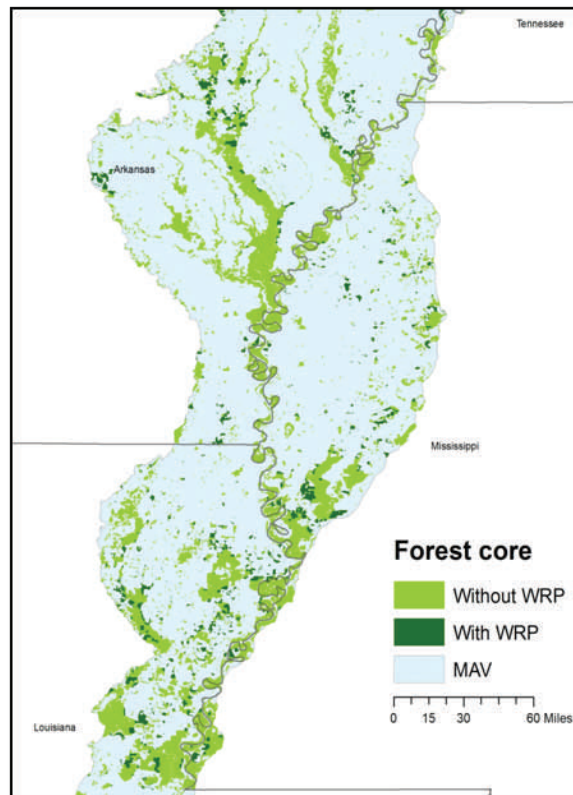 Tennessee
Arkansas
Mississippi
Forest core
Without WRP
With WRP
MAV
0 15 30 60 Miles
Louisiana